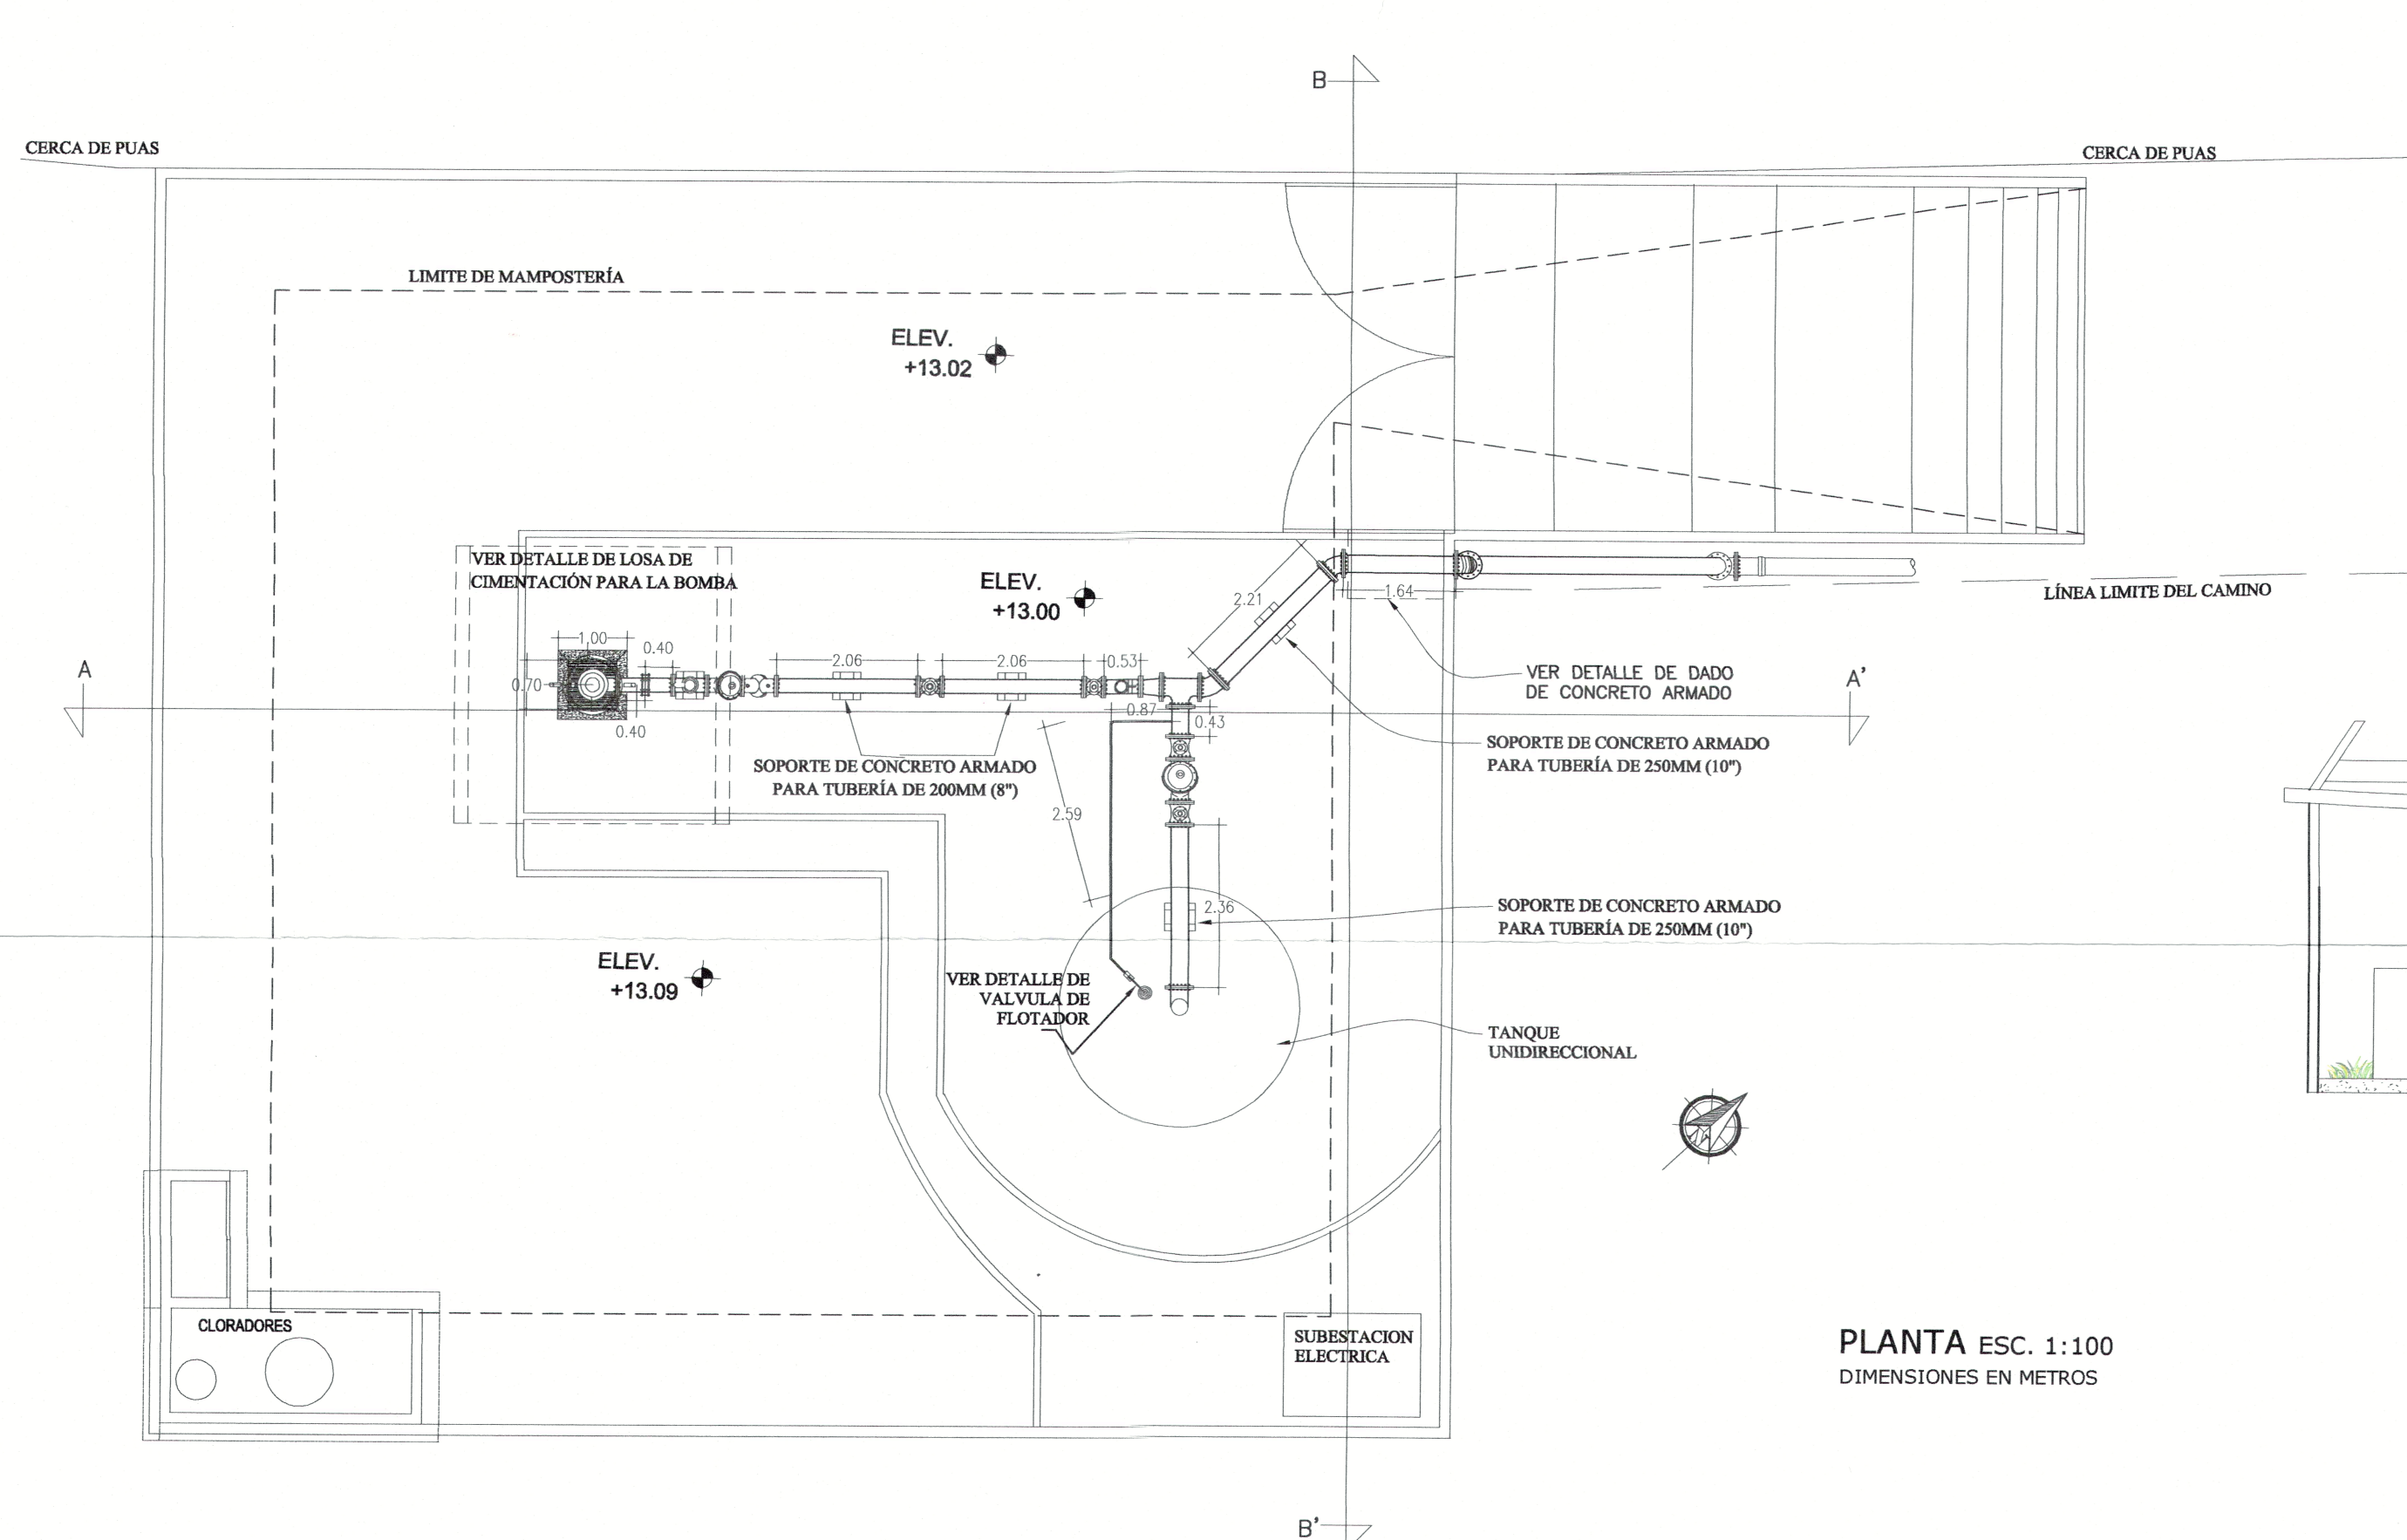 B
CERCA DE PUAS
CERCA DE PUAS
LIMITE DE MAMPOSTERÍA
ELEV.
+13.02
VER DETALLE DE LOSA DE
CIMENTACIÓN PARA LA BOMBA
ELEV.
+13.00
2.21
1.64
LÍNEA LIMITE DEL CAMINO
A
1,00
0.40
2.06
2.06
0.53
0.70
VER DETALLE DE DADO
DE CONCRETO ARMADO
A'
0.87
0.43
0.40
SOPORTE DE CONCRETO ARMADO
PARA TUBERÍA DE 250MM (10")
SOPORTE DE CONCRETO ARMADO
PARA TUBERÍA DE 200MM (8")
2.59
2.36
SOPORTE DE CONCRETO ARMADO
PARA TUBERÍA DE 250MM (10")
ELEV.
+13.09
VER DETALLE DE
VALVULA DE
FLOTADOR
TANQUE
UNIDIRECCIONAL
N
CLORADORES
SUBESTACION
ELECTRICA
PLANTA ESC. 1:100
DIMENSIONES EN METROS
B'